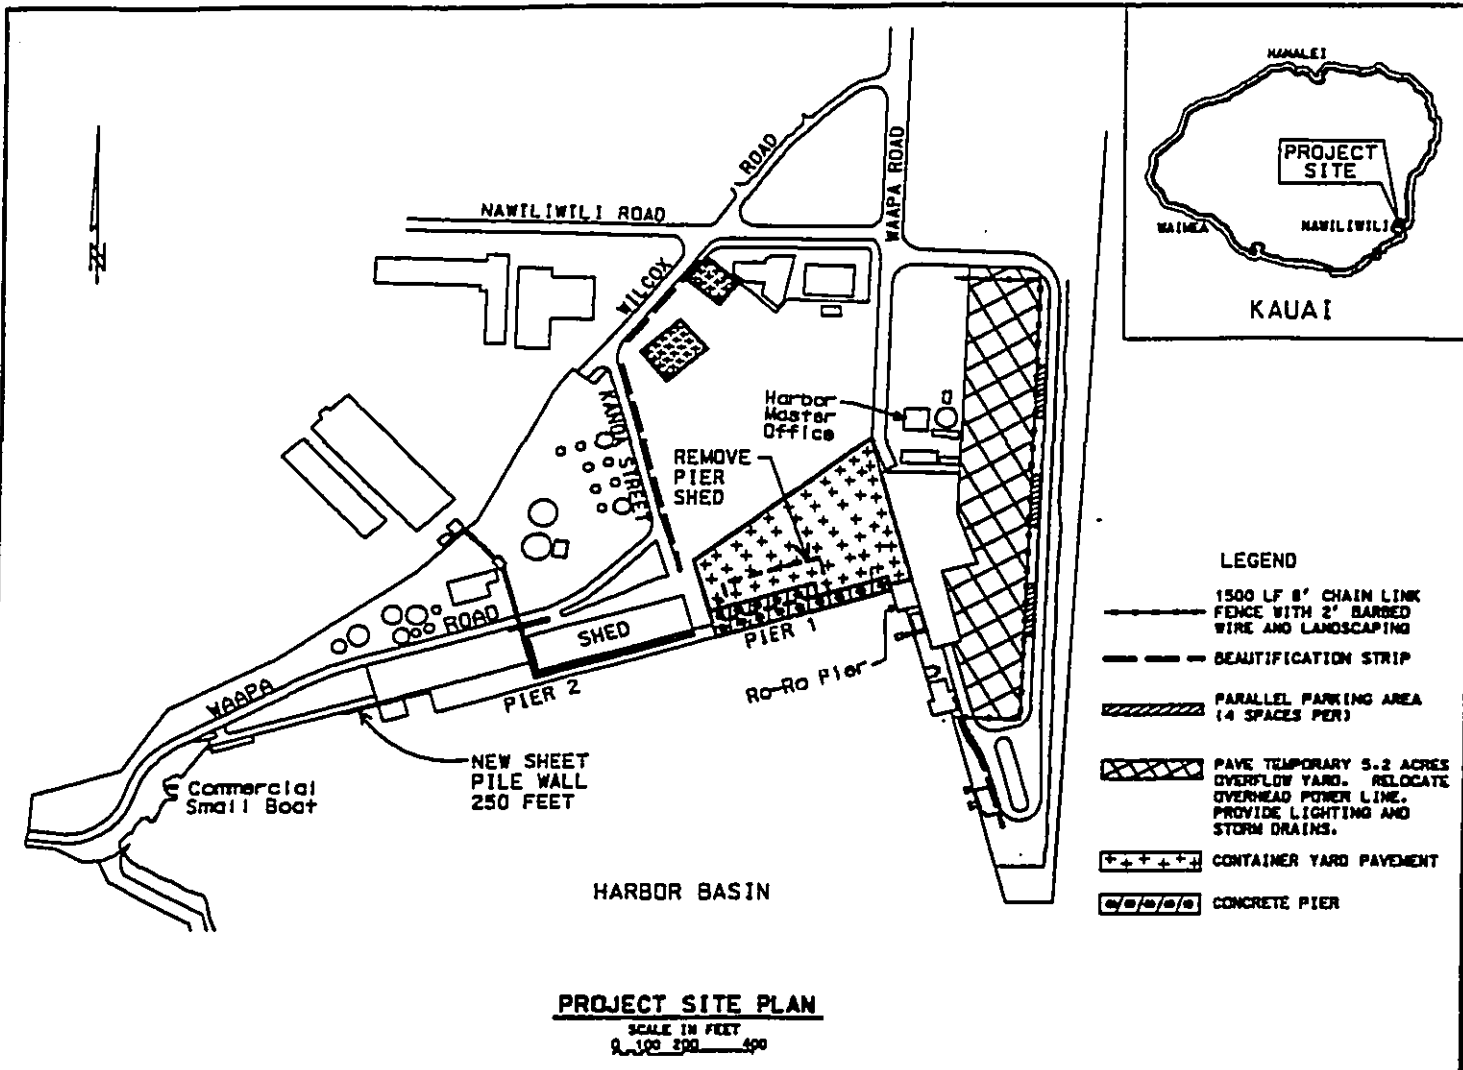 HANALEI
PROJECT
SITE
WAIMEA
NAWILIWILI
KAUAI
ROAD
WAAPA ROAD
NAWILIWILI ROAD
WILCOX
KANOA STREET
Harbor
Master
Office
REMOVE
PIER
SHED
ROAD
SHED
PIER 1
WAAPA
PIER 2
Ro-Ro Pier
NEW SHEET
PILE WALL
250 FEET
Commercial
Small Boat
HARBOR BASIN
LEGEND
1500 LF 8' CHAIN LINK
FENCE WITH 2' BARBED
WIRE AND LANDSCAPING
BEAUTIFICATION STRIP
PARALLEL PARKING AREA
(4 SPACES PER)
PAVE TEMPORARY 5.2 ACRES
OVERFLOW YARD. RELOCATE
OVERHEAD POWER LINE.
PROVIDE LIGHTING AND
STORM DRAINS.
CONTAINER YARD PAVEMENT
CONCRETE PIER
PROJECT SITE PLAN
SCALE IN FEET
0 100 200 400